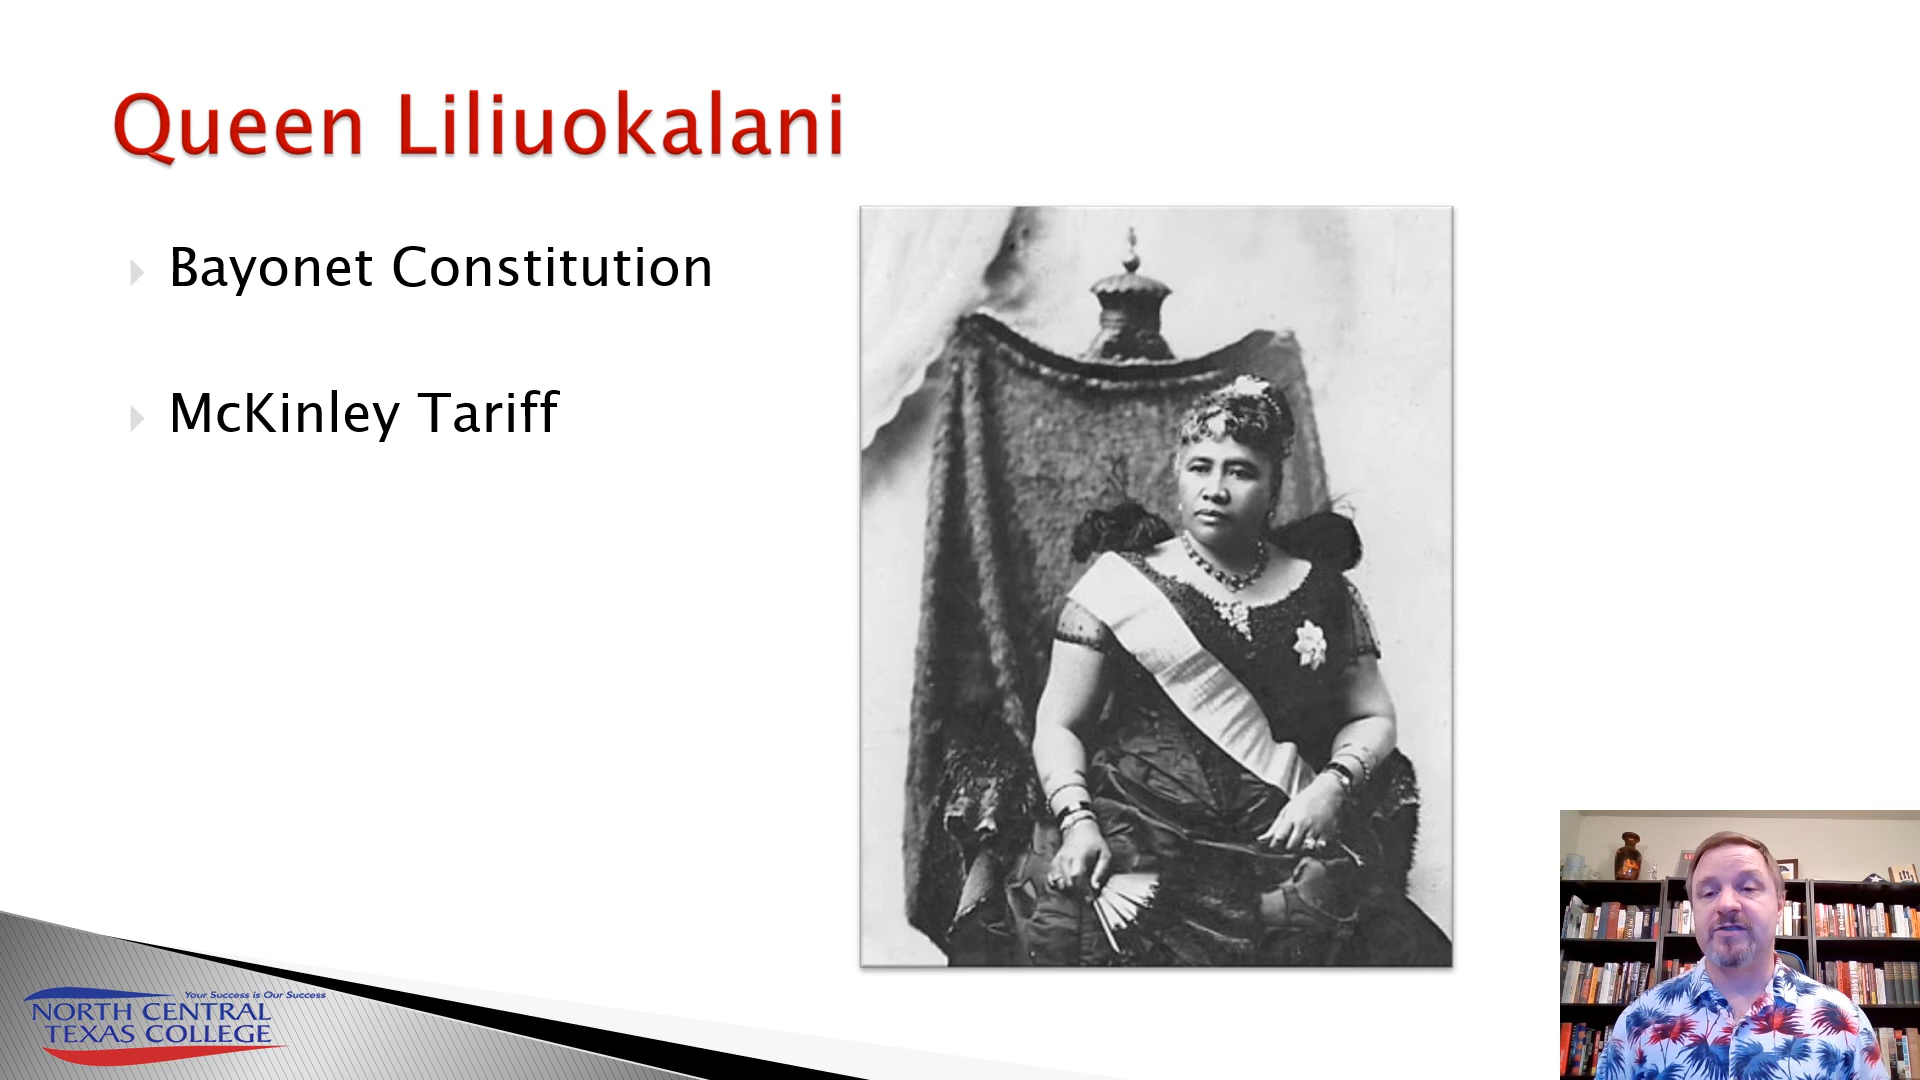 Queen Liliuokalani
Bayonet Constitution
McKinley Tariff
Your Success is Our Success
NORTH CENTRAL
TEXAS COLLEGE